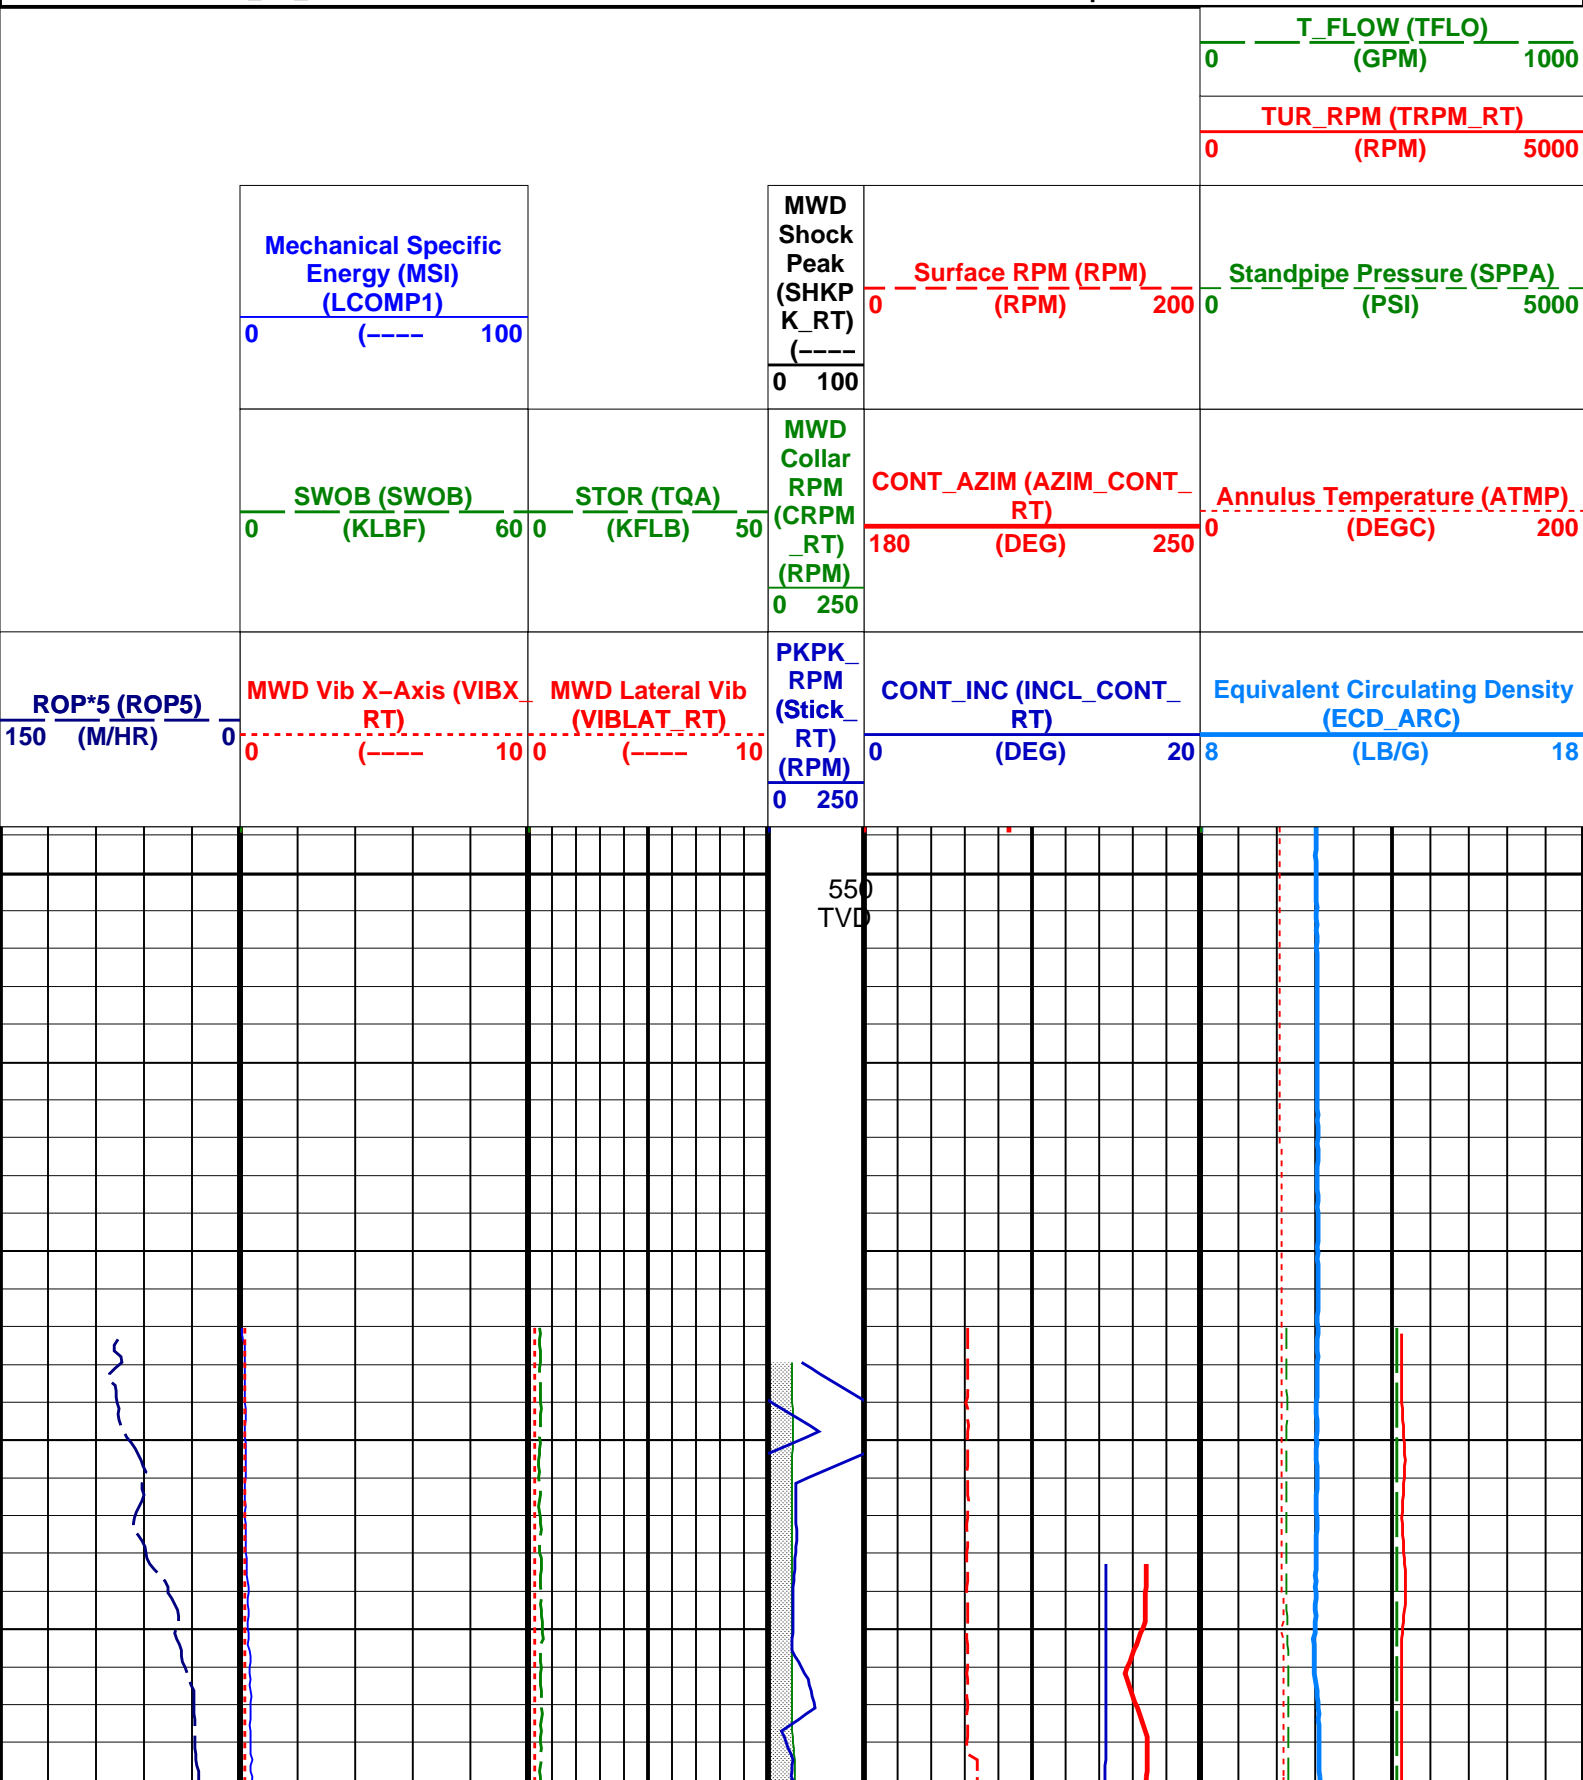 T_FLOW (TFLO)
0 (GPM) 1000
TUR_RPM (TRPM_RT)
0 (RPM) 5000
Mechanical Specific
Energy (MSI)
(LCOMP1)
0 (---- 100
MWD
Shock
Peak
(SHKP
K_RT)
(----
0 100
Surface RPM (RPM)
0 (RPM) 200
Standpipe Pressure (SPPA)
0 (PSI) 5000
SWOB (SWOB)
0 (KLBF) 60
STOR (TQA)
0 (KFLB) 50
MWD
Collar
RPM
(CRPM
_RT)
(RPM)
0 250
CONT_AZIM (AZIM_CONT_
RT)
180 (DEG) 250
Annulus Temperature (ATMP)
0 (DEGC) 200
ROP*5 (ROP5)
150 (M/HR) 0
MWD Vib X-Axis (VIBX_
RT)
0 (---- 10
MWD Lateral Vib
(VIBLAT_RT)
0 (---- 10
PKPK_
RPM
(Stick_
RT)
(RPM)
0 250
CONT_INC (INCL_CONT_
RT)
0 (DEG) 20
Equivalent Circulating Density
(ECD_ARC)
8 (LB/G) 18
550
TVD